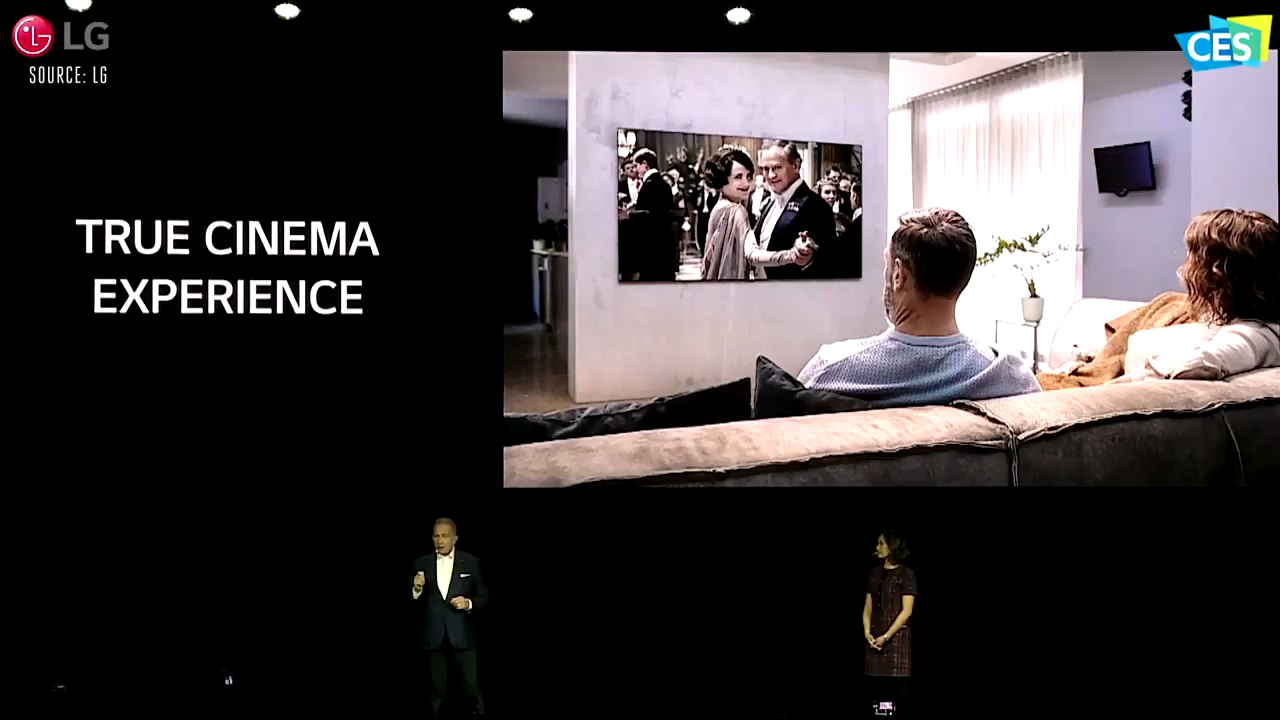 LG
SOURCE: LG
CES
TRUE CINEMA
EXPERIENCE